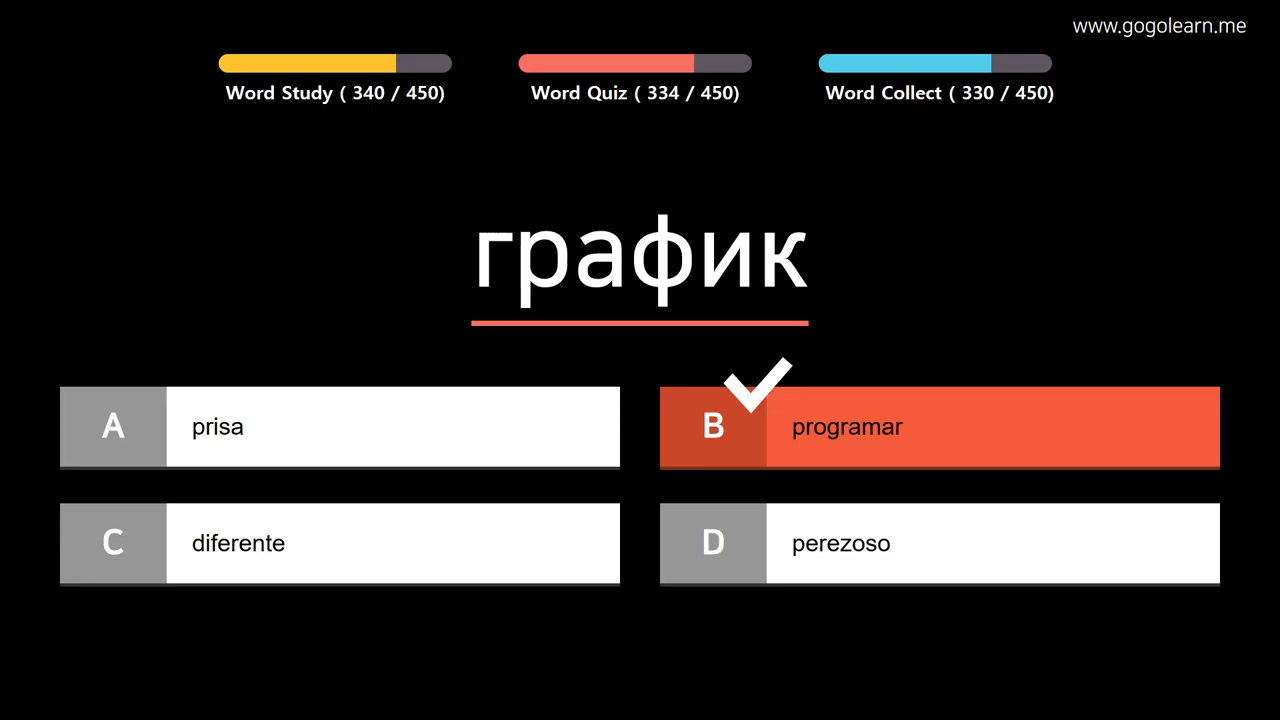 www.gogolearn.me
Word Study ( 340 / 450)
Word Quiz ( 334 / 450)
Word Collect ( 330 / 450)
график
A prisa
B programar
C diferente
D perezoso